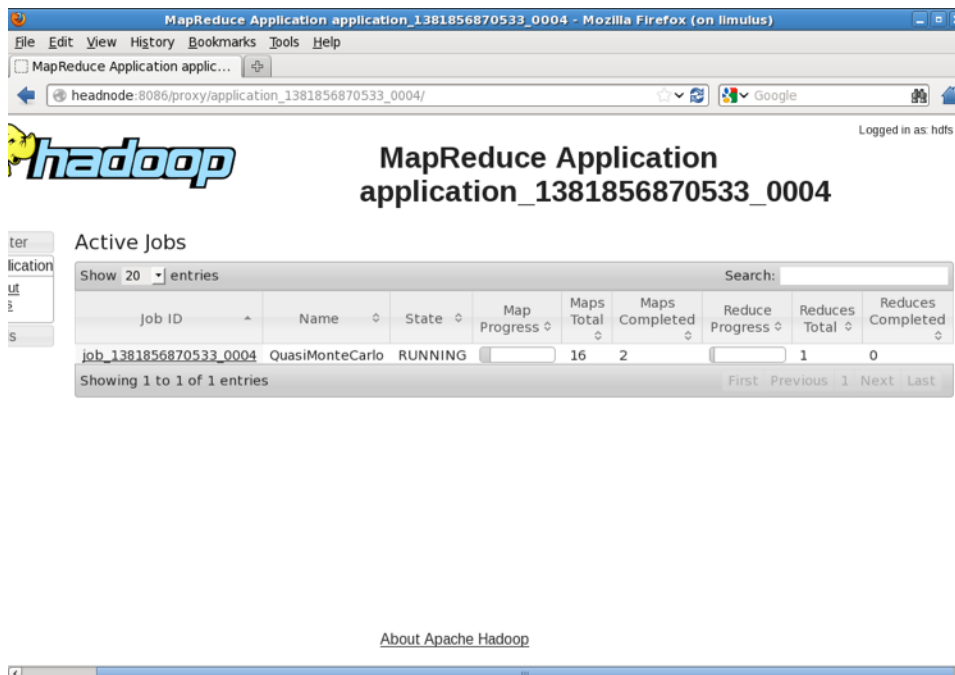 MapReduce Application application_1381856870533_0004 - Mozilla Firefox (on limulus)
File Edit View History Bookmarks Tools Help
MapReduce Application applic...
headnode:8086/proxy/application_1381856870533_0004/
Google
Logged in as: hdfs
hadoop
MapReduce Application
application_1381856870533_0004
ter
lication
ut
s
s
Active Jobs
Show 20 entries
Search:
Job ID Name State Map Progress Maps Total Maps Completed Reduce Progress Reduces Total Reduces Completed
job_1381856870533_0004 QuasiMonteCarlo RUNNING 16 2 1 0
Showing 1 to 1 of 1 entries
First Previous 1 Next Last
About Apache Hadoop